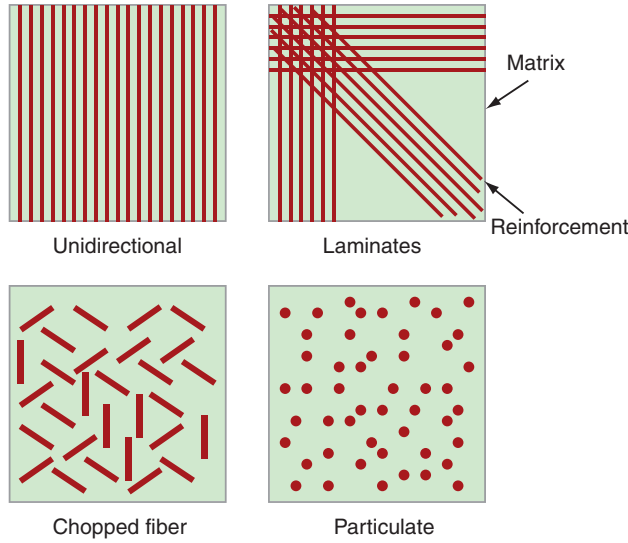 Matrix
Reinforcement
Unidirectional
Laminates
Chopped fiber
Particulate